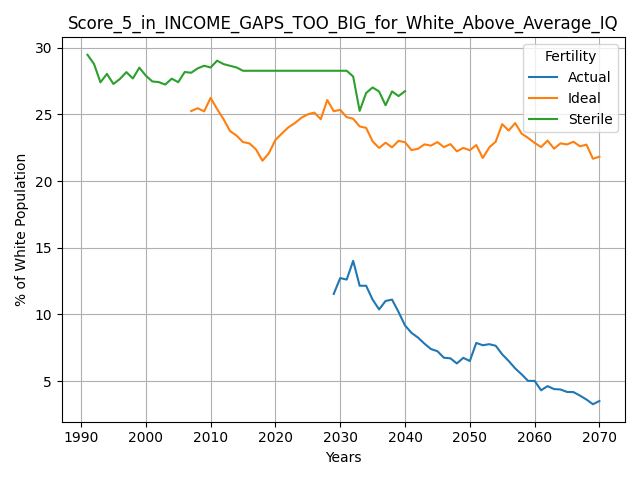 Score_5_in_INCOME_GAPS_TOO_BIG_for_White_Above_Average_IQ
Fertility
Actual
Ideal
Sterile
% of White Population
30
25
20
15
10
5
1990 2000 2010 2020 2030 2040 2050 2060 2070
Years